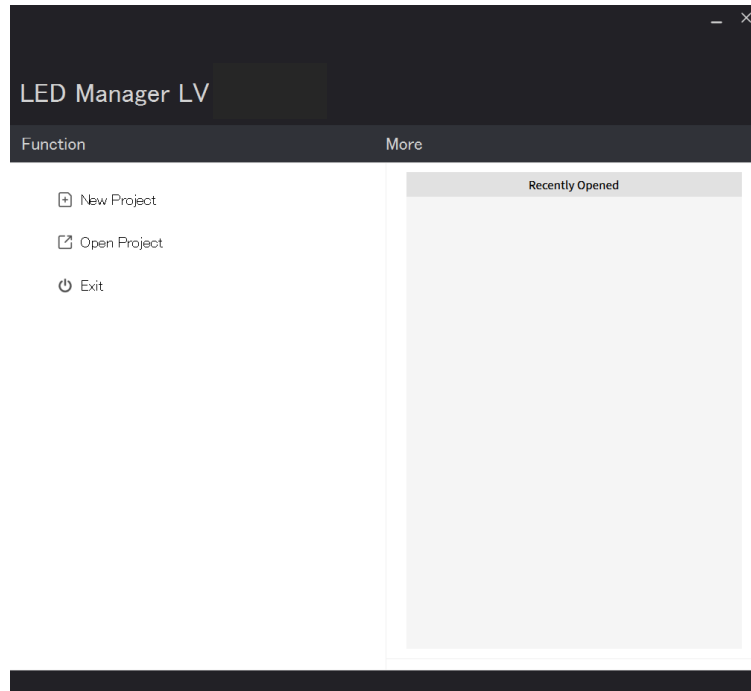 LED Manager LV
Function
More
New Project
Open Project
Exit
Recently Opened